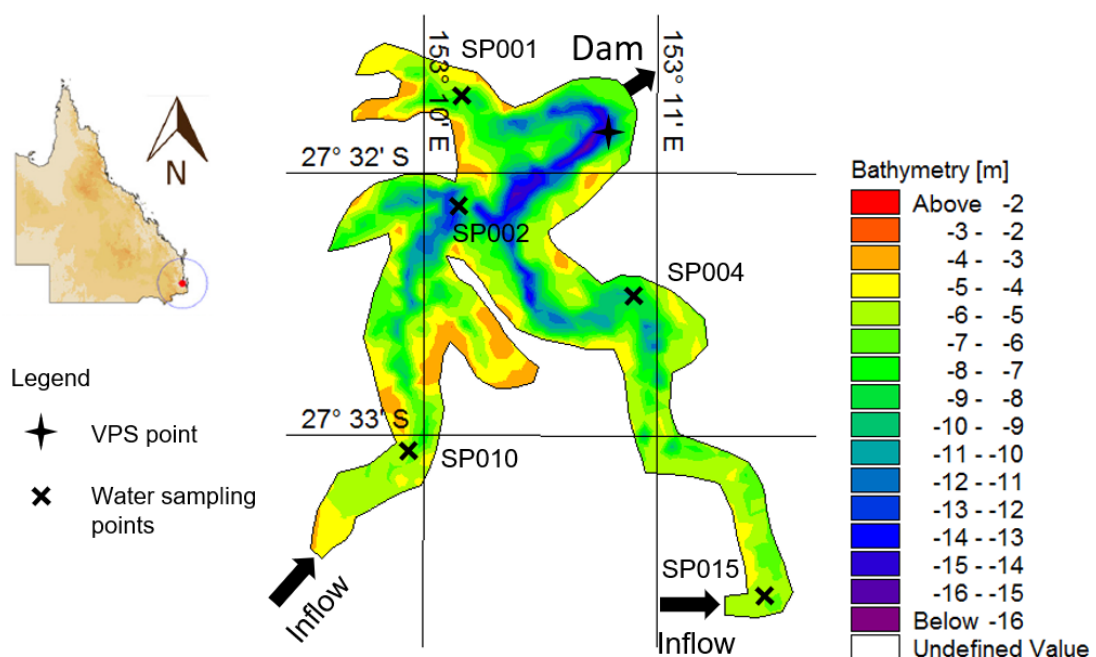 SP001
Dam
153° 10' E
153° 11' E
27° 32' S
SP002
SP004
27° 33' S
SP010
SP015
Inflow
Inflow
N
Legend
VPS point
Water sampling
points
Bathymetry [m]
Above -2
-3 - -2
-4 - -3
-5 - -4
-6 - -5
-7 - -6
-8 - -7
-9 - -8
-10 - -9
-11 - -10
-12 - -11
-13 - -12
-14 - -13
-15 - -14
-16 - -15
Below -16
Undefined Value